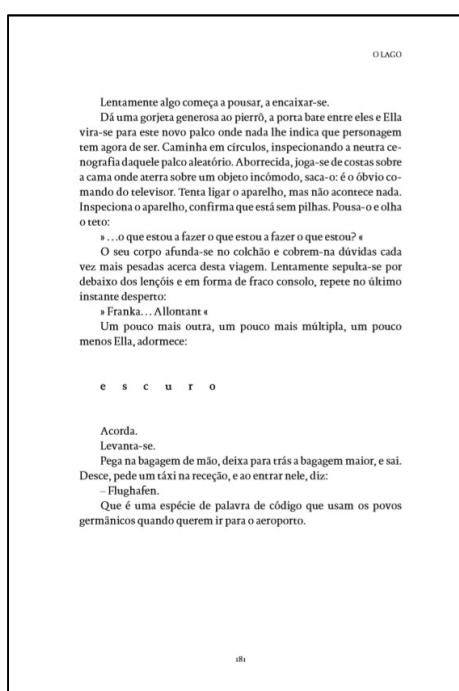 O LAGO
Lentamente algo começa a pousar, a encaixar-se.
Dá uma gorjeta generosa ao pierrô, a porta bate entre eles e Ella
vira-se para este novo palco onde nada lhe indica que personagem
tem agora de ser. Caminha em círculos, inspecionando a neutra ce-
nografia daquele palco aleatório. Aborrecida, joga-se de costas sobre
a cama onde aterra sobre um objeto incómodo, saca-o: é o óbvio co-
mando do televisor. Tenta ligar o aparelho, mas não acontece nada.
Inspeciona o aparelho, confirma que está sem pilhas. Pousa-o e olha
o teto:
» …o que estou a fazer o que estou a fazer o que estou? «
O seu corpo afunda-se no colchão e cobrem-na dúvidas cada
vez mais pesadas acerca desta viagem. Lentamente sepulta-se por
debaixo dos lençóis e em forma de fraco consolo, repete no último
instante desperto:
» Franka… Allontant «
Um pouco mais outra, um pouco mais múltipla, um pouco
menos Ella, adormece:
e s c u r o
Acorda.
Levanta-se.
Pega na bagagem de mão, deixa para trás a bagagem maior, e sai.
Desce, pede um táxi na receção, e ao entrar nele, diz:
– Flughafen.
Que é uma espécie de palavra de código que usam os povos
germânicos quando querem ir para o aeroporto.
181